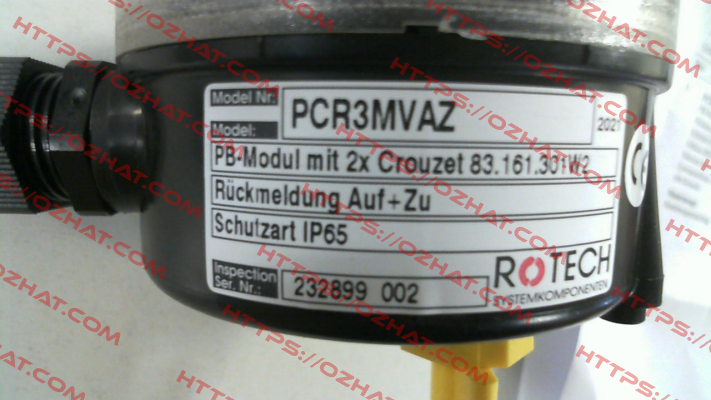 Model Nr.:
Model:
PCR3MVAZ
2021
PB-Modul mit 2x Crouzet 83.161.301W2
Rückmeldung Auf+Zu
Schutzart IP65
CE
Inspection
Ser. Nr.:
232899 002
ROTECH
SYSTEMKOMPONENTEN
HTTPS://OZHAT.COM